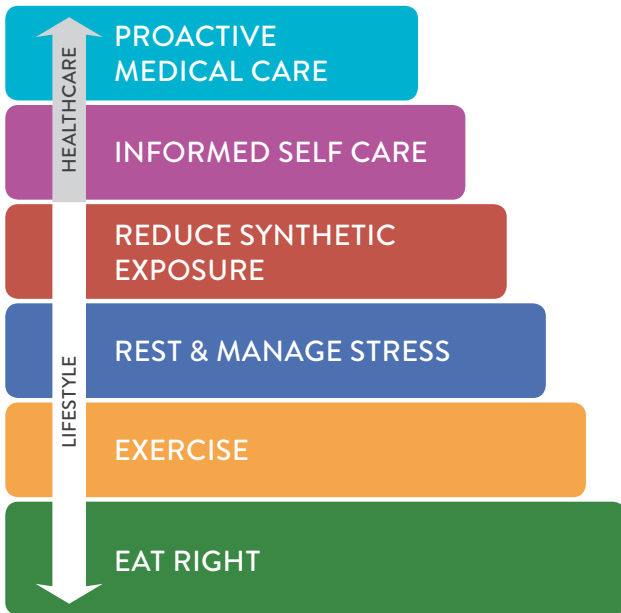 PROACTIVE
MEDICAL CARE
HEALTHCARE
INFORMED SELF CARE
REDUCE SYNTHETIC
EXPOSURE
REST & MANAGE STRESS
LIFESTYLE
EXERCISE
EAT RIGHT